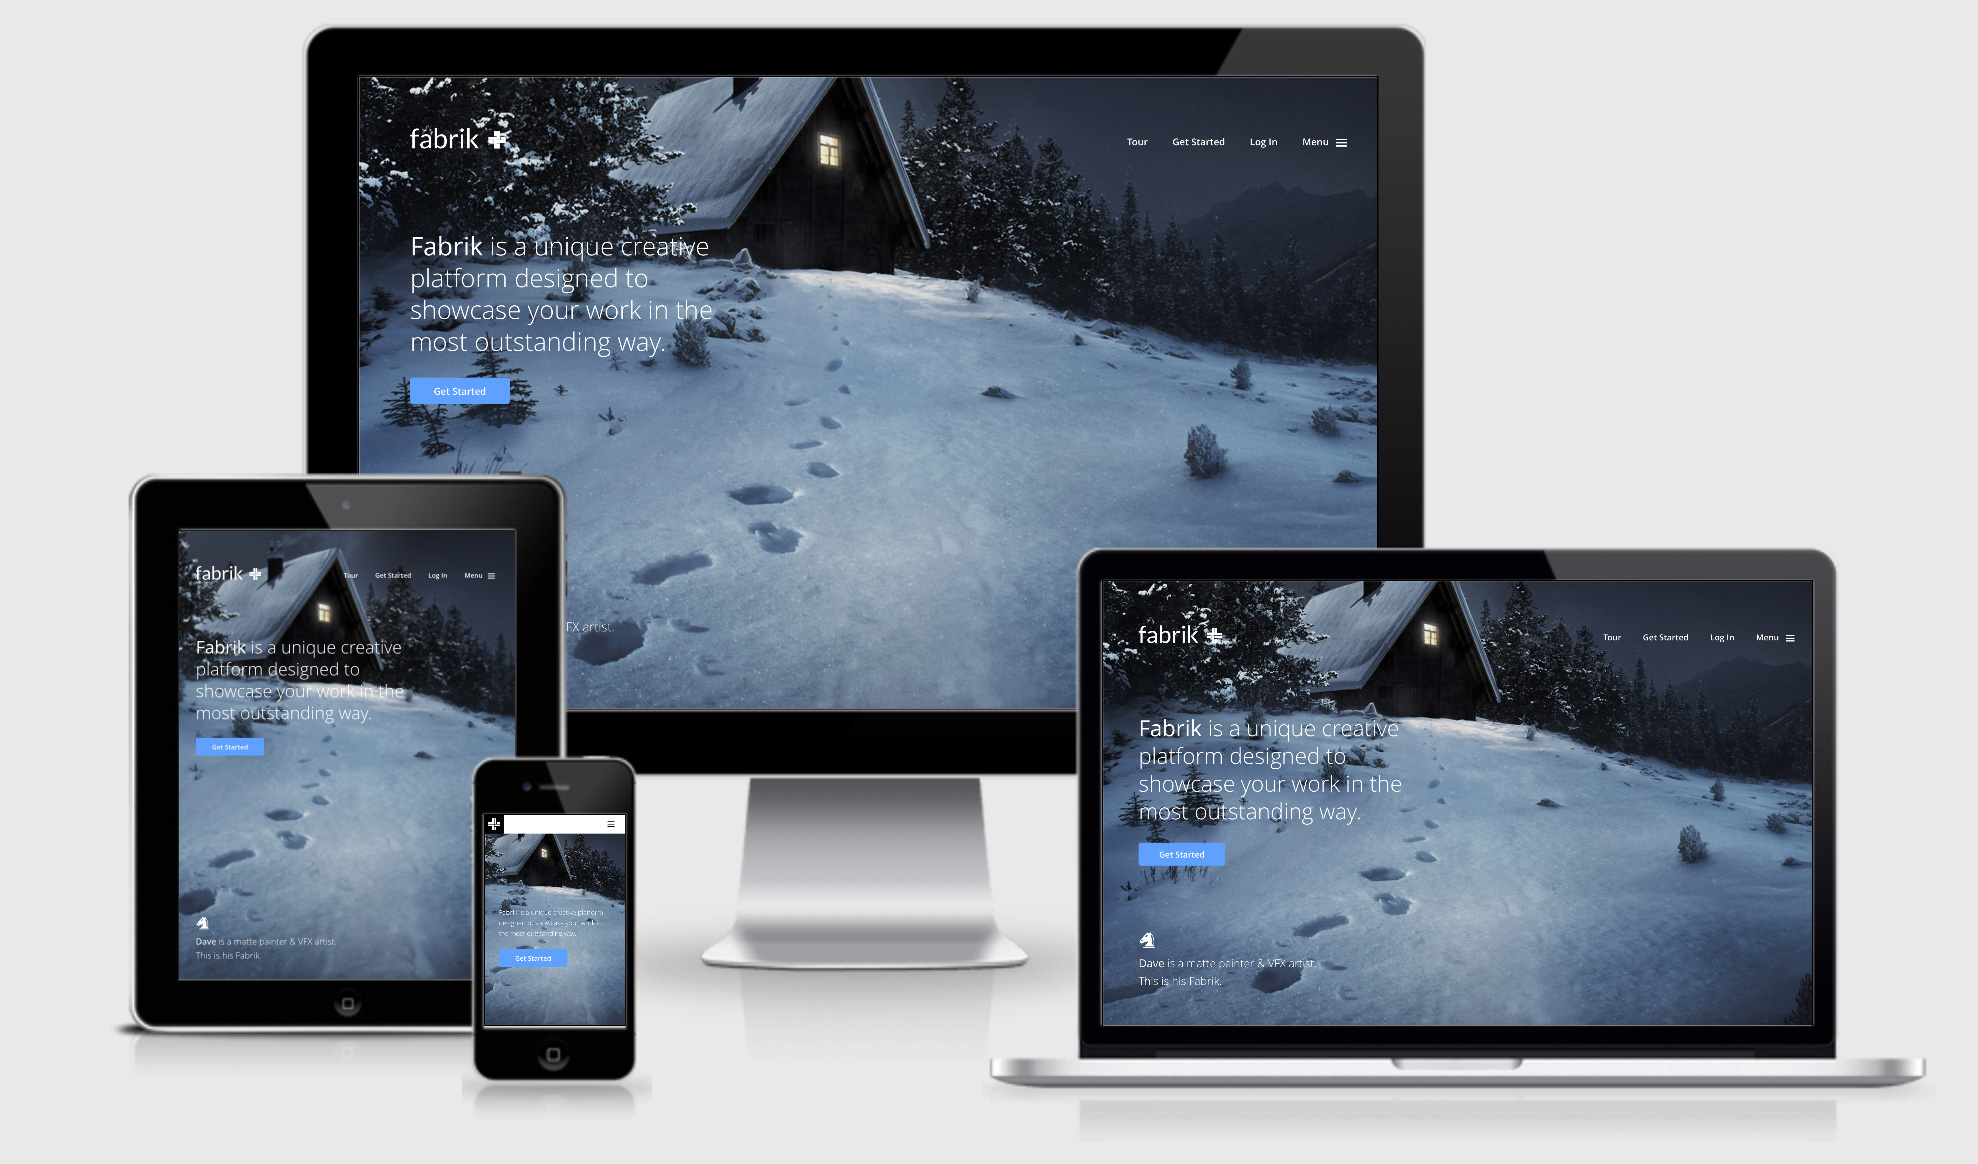 fabrik
Tour Get Started Log In Menu
Fabrik is a unique creative
platform designed to
showcase your work in the
most outstanding way.
Get Started
FX artist.
fabrik
Tour Get Started Log In Menu
Fabrik is a unique creative
platform designed to
showcase your work in the
most outstanding way.
Get Started
Dave is a matte painter & VFX artist.
This is his Fabrik.
Fabrik is a unique creative platform
designed to showcase your work in
the most outstanding way.
Get Started
fabrik
Tour Get Started Log In Menu
Fabrik is a unique creative
platform designed to
showcase your work in the
most outstanding way.
Get Started
Dave is a matte painter & VFX artist.
This is his Fabrik.